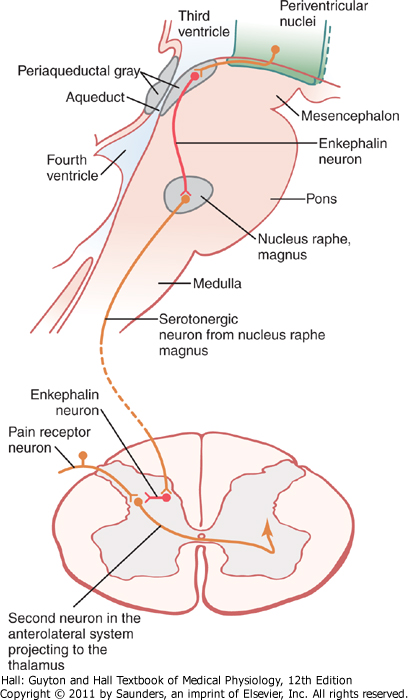 Third
ventricle
Periventricular
nuclei
Periaqueductal gray
Aqueduct
Mesencephalon
Enkephalin
neuron
Fourth
ventricle
Pons
Nucleus raphe,
magnus
Medulla
Serotonergic
neuron from nucleus raphe
magnus
Enkephalin
neuron
Pain receptor
neuron
Second neuron in the
anterolateral system
projecting to the
thalamus
Hall: Guyton and Hall Textbook of Medical Physiology, 12th Edition
Copyright © 2011 by Saunders, an imprint of Elsevier, Inc. All rights reserved.